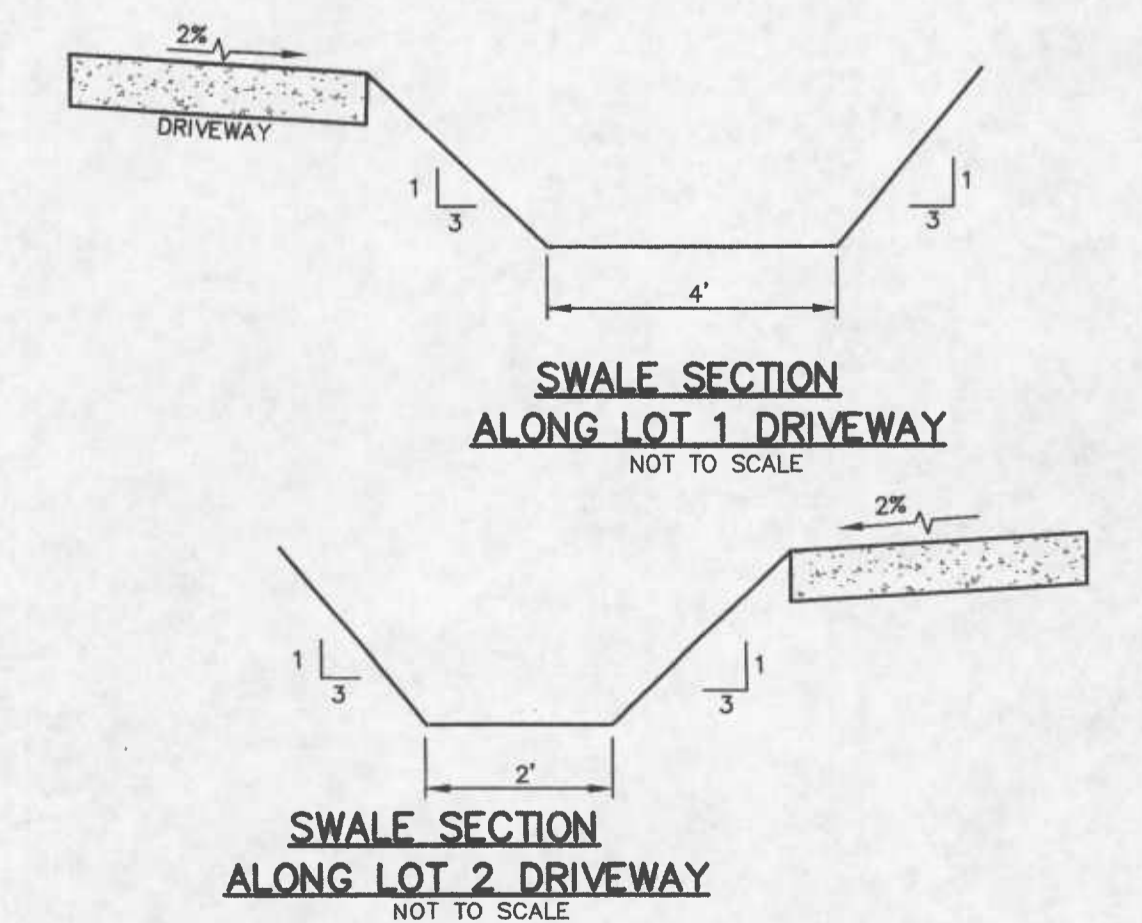 2%
DRIVEWAY
1
3
1
3
4'
SWALE SECTION
ALONG LOT 1 DRIVEWAY
NOT TO SCALE
2%
1
3
1
3
2'
SWALE SECTION
ALONG LOT 2 DRIVEWAY
NOT TO SCALE